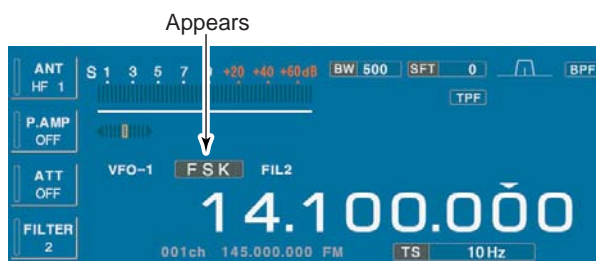 Appears
ANT
HF 1
S 1 3 5 7 +20 +40 +60dB BW 500 SFT 0 BPF
TPF
P.AMP
OFF
ATT
OFF
VFO-1 FSK FIL2
14.100.000
FILTER
2
001ch 145.000.000 FM TS 10Hz